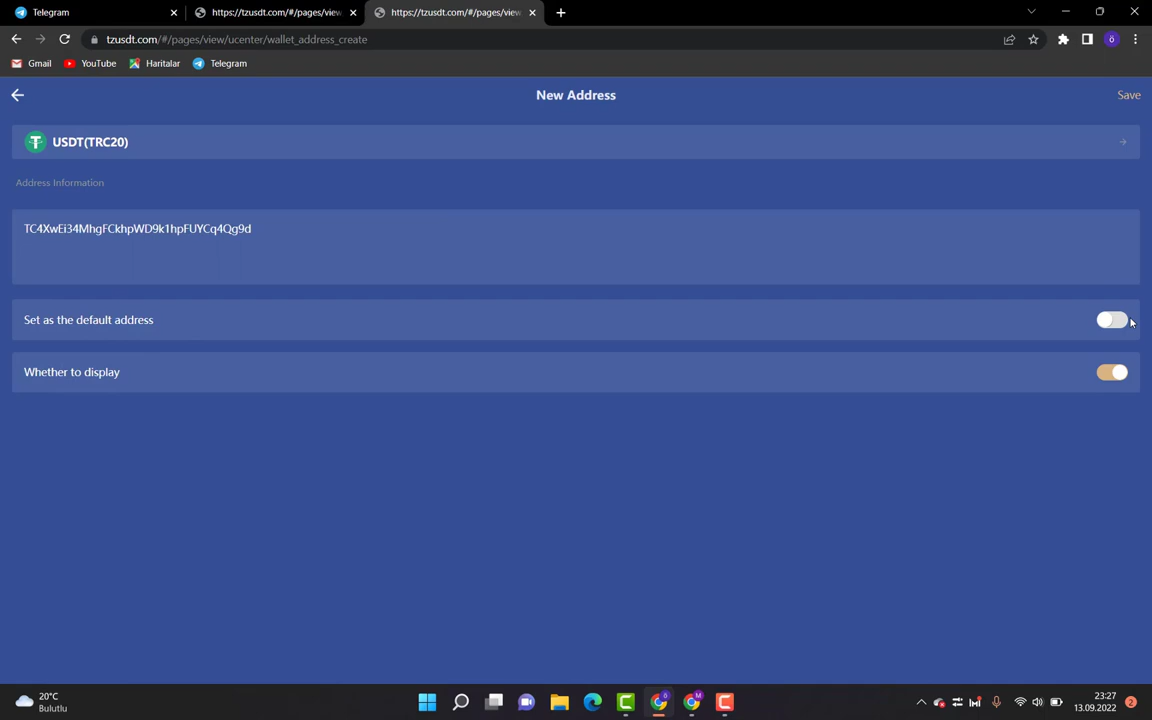 Telegram
https://tzusdt.com/#/pages/view
https://tzusdt.com/#/pages/view
tzusdt.com/#/pages/view/ucenter/wallet_address_create
ö
Gmail
YouTube
Haritalar
Telegram
New Address
Save
USDT(TRC20)
Address Information
TC4XwEi34MhgFCkhpWD9k1hpFUYCq4Qg9d
Set as the default address
Whether to display
20°C
Bulutlu
23:27
13.09.2022
2